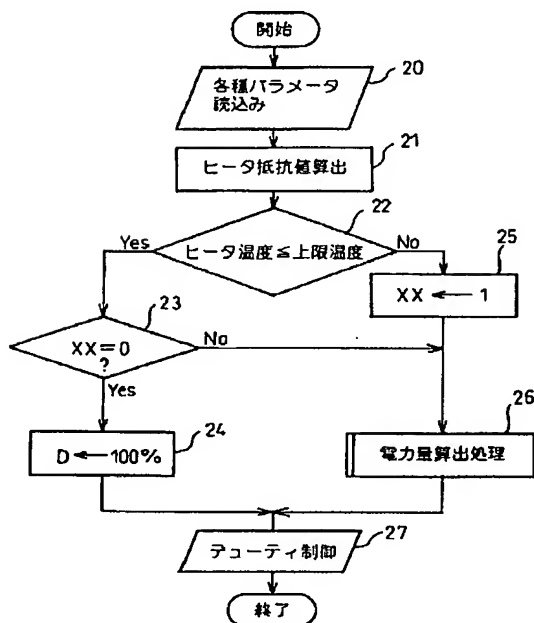 開始
各種パラメータ
読込み
20
ヒータ抵抗値算出
21
ヒータ温度≦上限温度
22
Yes
No
25
XX ← 1
23
XX=0
?
No
Yes
24
D ← 100%
26
電力量算出処理
デューティ制御
27
終了